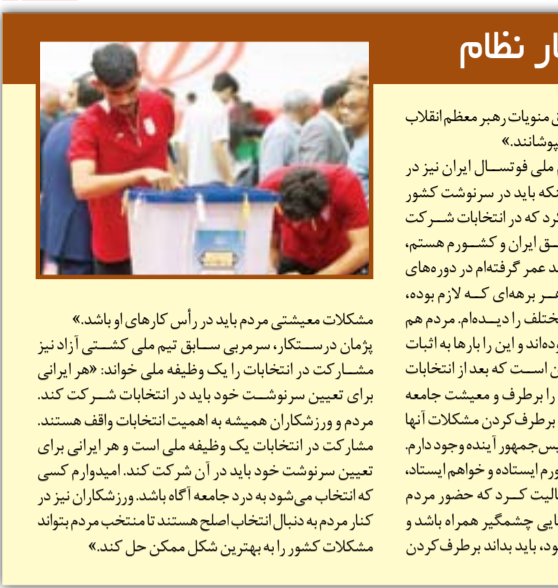 ار نظام
ق منویات رهبر معظم انقلاب
پوشانند.»
ملی فوتسال ایران نیز در
نکه باید در سرنوشت کشور
کرد که در انتخابات شرکت
ق ایران و کشورم هستم،
عمر گرفته‌ام در دوره‌های
هر برهه‌ای که لازم بوده،
ختلف را دیده‌ام. مردم هم
وده‌اند و این را بارها به اثبات
است که بعد از انتخابات
را برطرف و معیشت جامعه
برطرف کردن مشکلات آنها
یس‌جمهور آینده وجود دارم.
ورم ایستاده و خواهم ایستاد،
الیت کرد که حضور مردم
ایی چشمگیر همراه باشد و
ود، باید بداند برطرف کردن
مشکلات معیشتی مردم باید در رأس کارهای او باشد.»
پژمان درستکار، سرمربی سابق تیم ملی کشتی آزاد نیز
مشارکت در انتخابات را یک وظیفه ملی خواند: «هر ایرانی
برای تعیین سرنوشت خود باید در انتخابات شرکت کند.
مردم و ورزشکاران همیشه به اهمیت انتخابات واقف هستند.
مشارکت در انتخابات یک وظیفه ملی است و هر ایرانی برای
تعیین سرنوشت خود باید در آن شرکت کند. امیدوارم کسی
که انتخاب می‌شود به درد جامعه آگاه باشد. ورزشکاران نیز در
کنار مردم به دنبال انتخاب اصلح هستند تا منتخب مردم بتواند
مشکلات کشور را به بهترین شکل ممکن حل کند.»